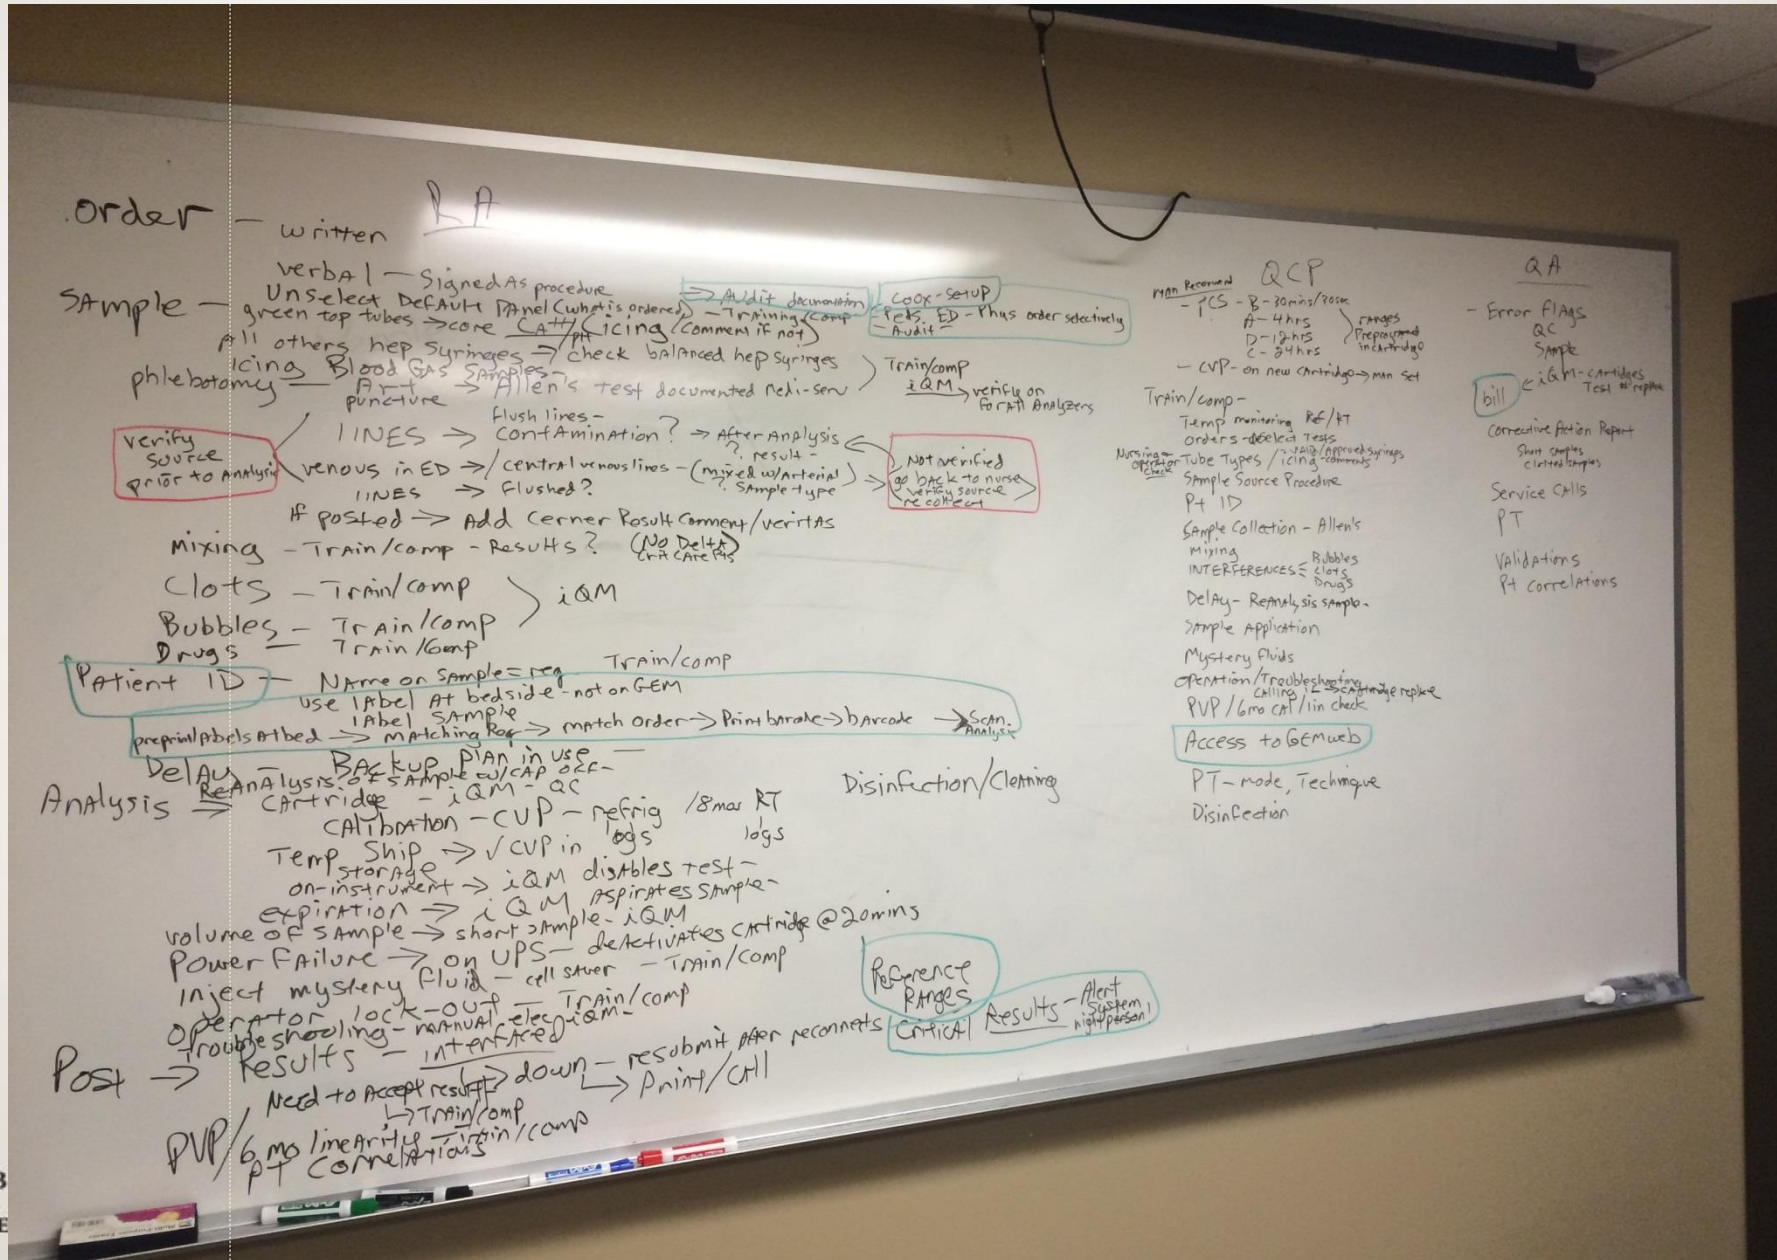 RA
order - written
verbal - Signed As procedure
Sample - Unselect Default Panel (what is ordered) - Training/comp
=> Audit documentation
Coox-setup
- Peds, ED - Phys order selectively
- Audit -
green top tubes → core Ca++/pH (icing (comment if not)
All others hep syringes → check balanced hep syringes
icing Blood Gas Samples -
Train/comp
iQM → verify on
for All Analyzers
phlebotomy - Art puncture → Allen's test documented Medi-serv
flush lines -
LINES → contamination? → After Analysis
? result -
verify
source
prior to analysis
venous in ED → / central venous lines - (mixed w/Arterial)
? sample type
lines → flushed?
Not verified
go back to nurse
verify source
recollect
If posted → Add Cerner Result Comment/veritas
Mixing - Train/comp - Results? (No Delta)
Crit Care Pts
Clots - Train/comp
iQM
Bubbles - Train/comp
Drugs - Train/comp
Patient ID - Name on sample = req Train/comp
use label At bedside - not on GEM
label sample
preprint labels At bed → matching Req → match order → Print barcode → barcode → Scan.
Analysis
Delay - Backup plan in use -
ReAnalysis of sample w/cap off -
Analysis => Cartridge - iQM - QC
Disinfection/Cleaning
Calibration - CVP - refrig /8mos RT
logs logs
Temp Ship → √ CVP in
storage
on-instrument → iQM disables test -
expiration → iQM Aspirates Sample -
volume of sample → short sample - iQM
Power Failure → on UPS - deactivates cartridge @ 20mins
inject mystery fluid - cell saver - Train/comp
operator lock-out - Train/comp
troubleshooting - manual elec iQM -
Reference
Ranges
Critical Results - Alert
System
night person!
Post → Results - interfaced
→ down - resubmit after reconnects
→ Print/call
Need to Accept result
→ Train/comp
PVP/6 mo linearity - Train/comp
pt Correlations
QCP
- PCS - B - 30mins/
A - 4hrs
D - 12hrs
C - 24hrs
ranges
Preprogrammed
in cartridge
- CVP - on new Cartridge → man set
Train/comp -
Temp monitoring Ref/RT
orders - deselect Tests
Nursing =
operator
check
Tube Types / icing - comments
Approved syringes
Sample Source Procedure
Pt ID
Sample Collection - Allen's
Mixing
INTERFERENCES = Bubbles
Clots
Drugs
Delay - ReAnalysis sample -
Sample Application
Mystery fluids
Operation/Troubleshooting
calling → cartridge replace
PVP / 6mo cal / lin check
Access to GEMweb
PT - mode, Technique
Disinfection
QA
- Error flags
QC
Sample
bill
← iQM - cartridges
Test replace
Corrective Action Report
Short samples
Clotted samples
Service Calls
PT
Validations
Pt correlations